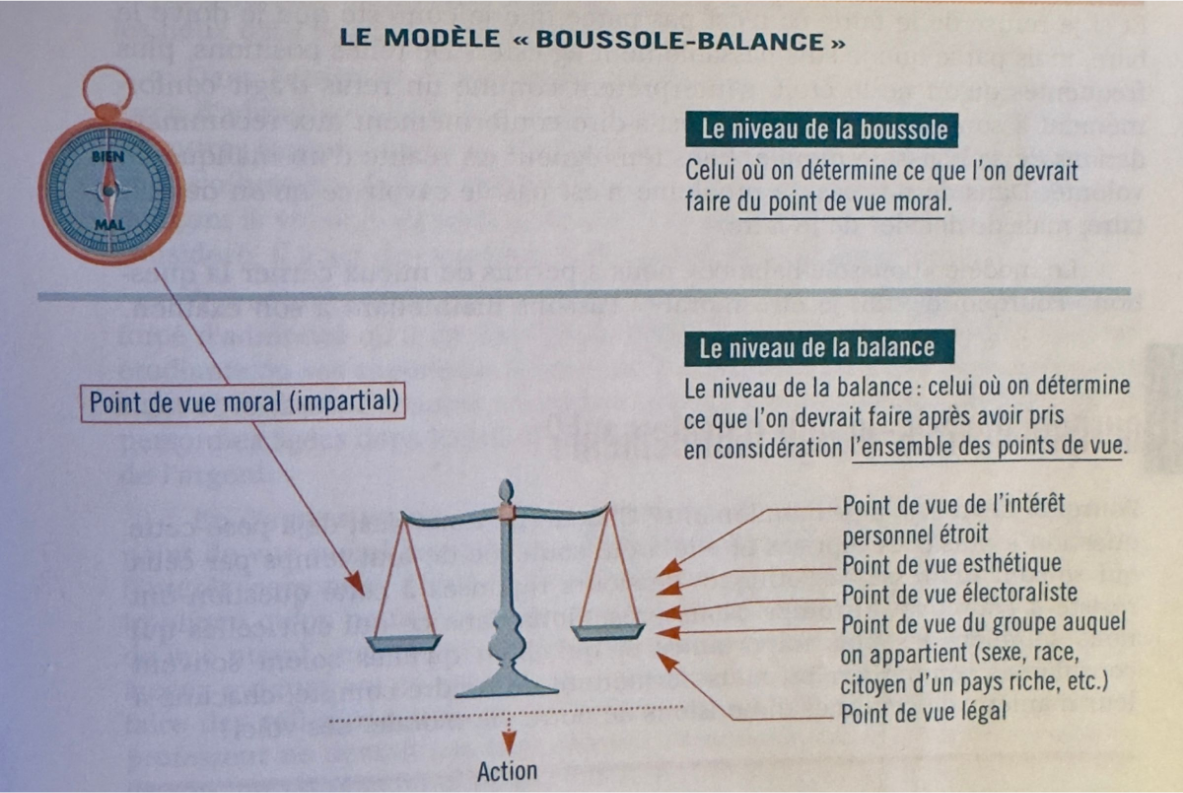 LE MODÈLE « BOUSSOLE-BALANCE »
BIEN
MAL
Le niveau de la boussole
Celui où on détermine ce que l'on devrait
faire du point de vue moral.
Le niveau de la balance
Le niveau de la balance : celui où on détermine
ce que l'on devrait faire après avoir pris
en considération l'ensemble des points de vue.
Point de vue moral (impartial)
Point de vue de l'intérêt
personnel étroit
Point de vue esthétique
Point de vue électoraliste
Point de vue du groupe auquel
on appartient (sexe, race,
citoyen d'un pays riche, etc.)
Point de vue légal
Action